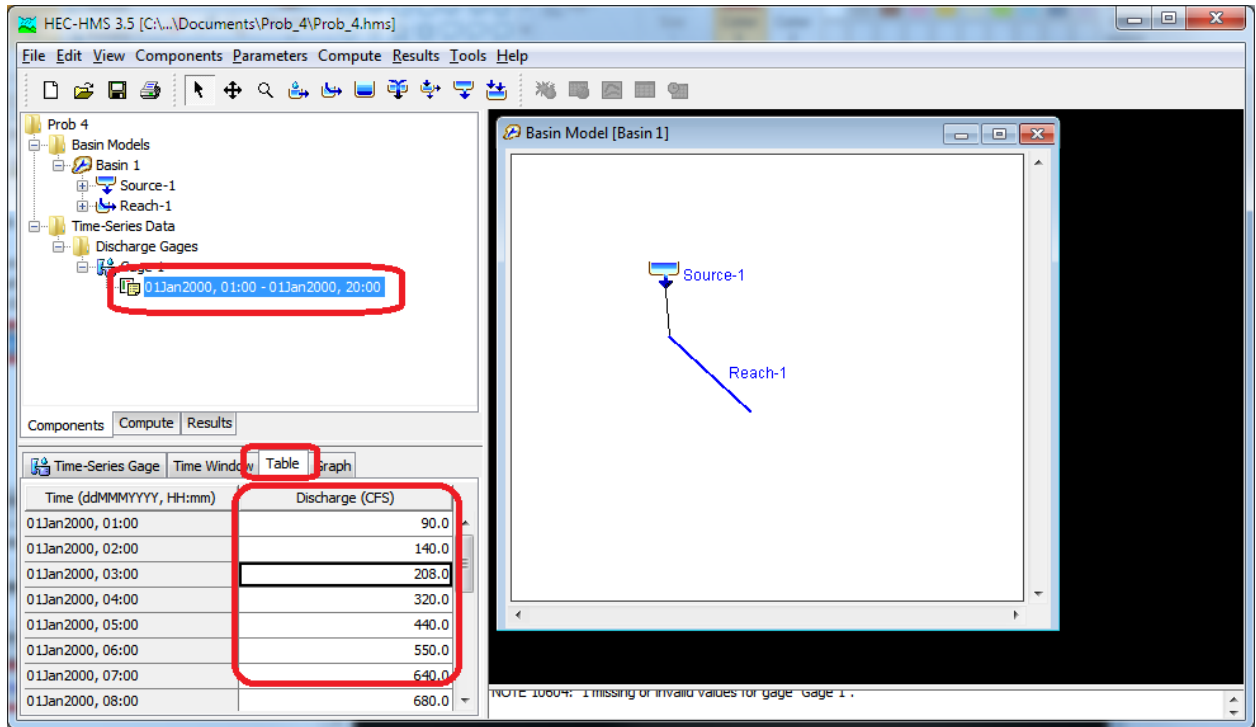 HEC-HMS 3.5 [C:\...\Documents\Prob_4\Prob_4.hms]
File Edit View Components Parameters Compute Results Tools Help
Prob 4
Basin Models
Basin 1
Source-1
Reach-1
Time-Series Data
Discharge Gages
Gage 1
01Jan2000, 01:00 - 01Jan2000, 20:00
Components Compute Results
Time-Series Gage Time Window Table Graph
Time (ddMMMYYYY, HH:mm) Discharge (CFS)
01Jan2000, 01:00 90.0
01Jan2000, 02:00 140.0
01Jan2000, 03:00 208.0
01Jan2000, 04:00 320.0
01Jan2000, 05:00 440.0
01Jan2000, 06:00 550.0
01Jan2000, 07:00 640.0
01Jan2000, 08:00 680.0
Basin Model [Basin 1]
Source-1
Reach-1
NOTE 10604: 1 missing or invalid values for gage "Gage 1".